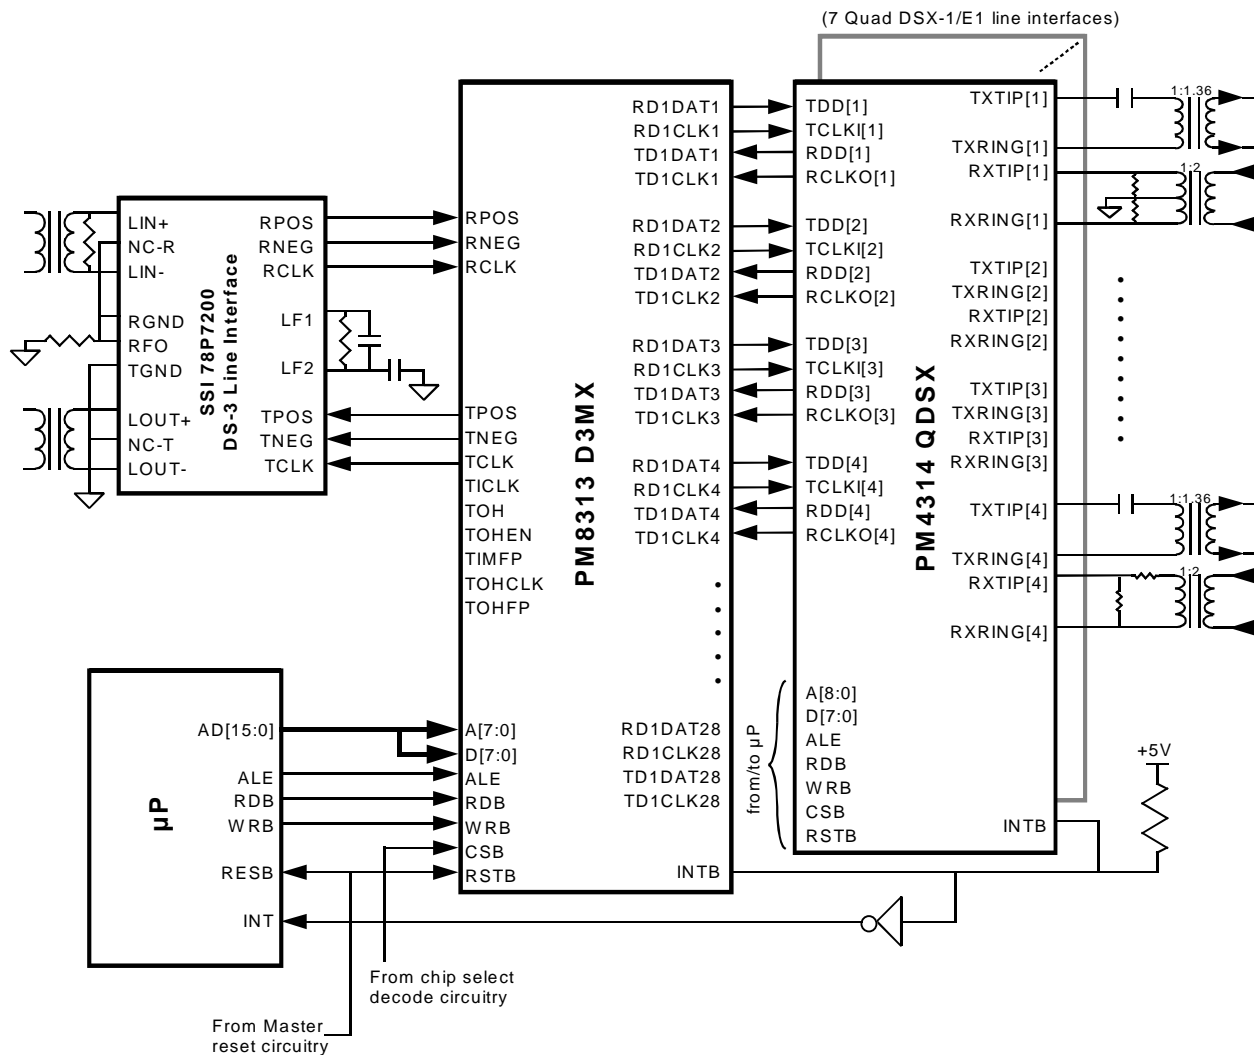 (7 Quad DSX-1/E1 line interfaces)
SSI 78P7200
DS-3 Line Interface
LIN+
NC-R
LIN-
RGND
RFO
TGND
LOUT+
NC-T
LOUT-
RPOS
RNEG
RCLK
LF1
LF2
TPOS
TNEG
TCLK
PM8313 D3MX
RPOS
RNEG
RCLK
TPOS
TNEG
TCLK
TICLK
TOH
TOHEN
TIMFP
TOHCLK
TOHFP
A[7:0]
D[7:0]
ALE
RDB
WRB
CSB
RSTB
RD1DAT1
RD1CLK1
TD1DAT1
TD1CLK1
RD1DAT2
RD1CLK2
TD1DAT2
TD1CLK2
RD1DAT3
RD1CLK3
TD1DAT3
TD1CLK3
RD1DAT4
RD1CLK4
TD1DAT4
TD1CLK4
RD1DAT28
RD1CLK28
TD1DAT28
TD1CLK28
INTB
PM4314 QDSX
TDD[1]
TCLKI[1]
RDD[1]
RCLKO[1]
TDD[2]
TCLKI[2]
RDD[2]
RCLKO[2]
TDD[3]
TCLKI[3]
RDD[3]
RCLKO[3]
TDD[4]
TCLKI[4]
RDD[4]
RCLKO[4]
from/to µP
A[8:0]
D[7:0]
ALE
RDB
WRB
CSB
RSTB
TXTIP[1]
TXRING[1]
RXTIP[1]
RXRING[1]
TXTIP[2]
TXRING[2]
RXTIP[2]
RXRING[2]
TXTIP[3]
TXRING[3]
RXTIP[3]
RXRING[3]
TXTIP[4]
TXRING[4]
RXTIP[4]
RXRING[4]
INTB
1:1.36
1:2
1:1.36
1:2
+5V
µP
AD[15:0]
ALE
RDB
WRB
RESB
INT
From chip select
decode circuitry
From Master
reset circuitry